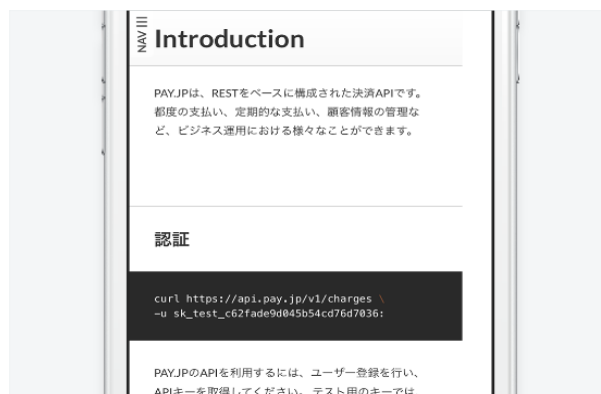 NAV
Introduction
PAY.JPは、RESTをベースに構成された決済APIです。
都度の支払い、定期的な支払い、顧客情報の管理な
ど、ビジネス運用における様々なことができます。
認証
curl https://api.pay.jp/v1/charges \
-u sk_test_c62fade9d045b54cd76d7036:
PAY.JPのAPIを利用するには、ユーザー登録を行い、
APIキーを取得してください。テスト用のキーでは